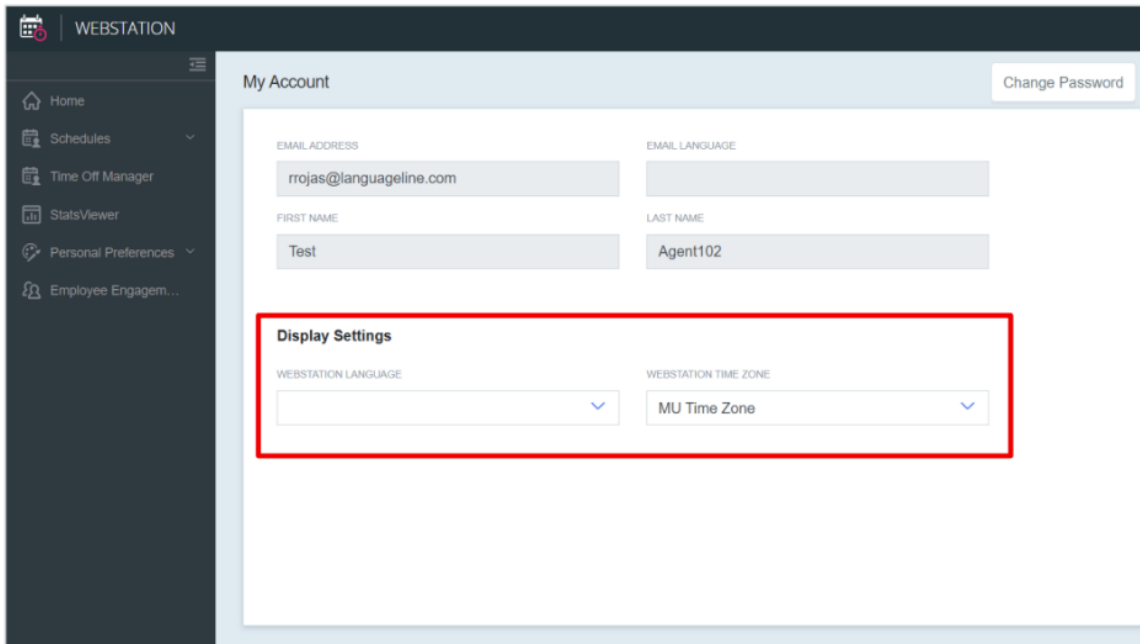 WEBSTATION
Home
Schedules
Time Off Manager
StatsViewer
Personal Preferences
Employee Engagem...
My Account
Change Password
EMAIL ADDRESS
EMAIL LANGUAGE
rrojas@languageline.com
FIRST NAME
LAST NAME
Test
Agent102
Display Settings
WEBSTATION LANGUAGE
WEBSTATION TIME ZONE
MU Time Zone